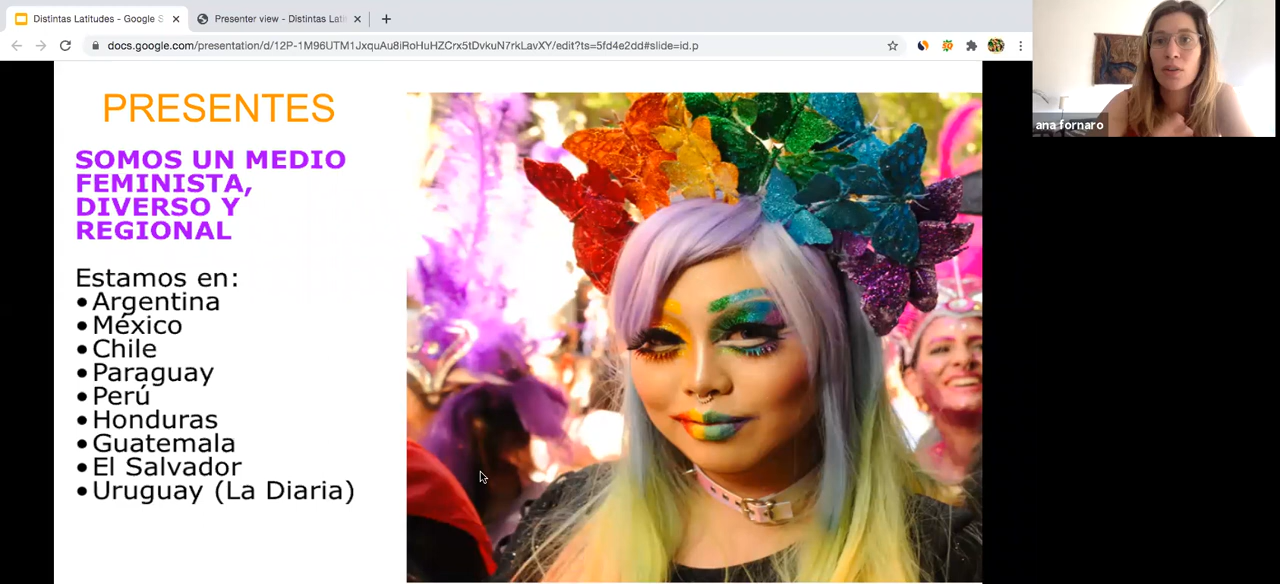 Distintas Latitudes - Google S
Presenter view - Distintas Lati
docs.google.com/presentation/d/12P-1M96UTM1JxquAu8iRoHuHZCrx5tDvkuN7rkLavXY/edit?ts=5fd4e2dd#slide=id.p
ana fornaro
PRESENTES
SOMOS UN MEDIO
FEMINISTA,
DIVERSO Y
REGIONAL
Estamos en:
•Argentina
•México
•Chile
•Paraguay
•Perú
•Honduras
•Guatemala
•El Salvador
•Uruguay (La Diaria)